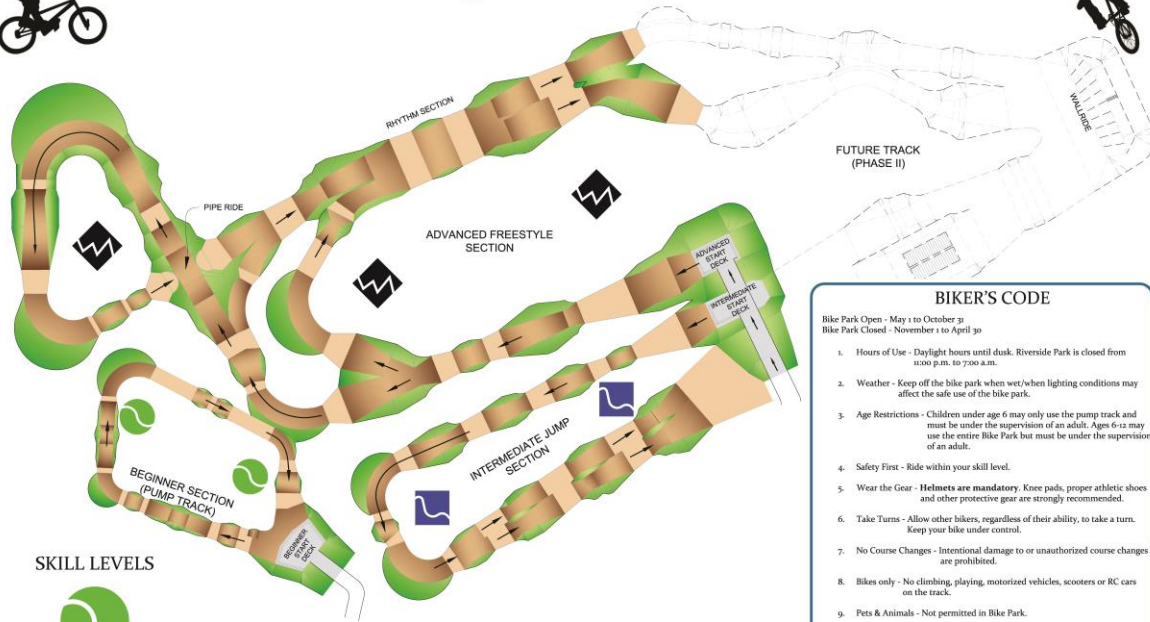 RHYTHM SECTION
WALLRIDE
FUTURE TRACK
(PHASE II)
PIPE RIDE
ADVANCED FREESTYLE
SECTION
ADVANCED
START
DECK
INTERMEDIATE
START
DECK
INTERMEDIATE JUMP
SECTION
BEGINNER SECTION
(PUMP TRACK)
BEGINNER
START
DECK
SKILL LEVELS
BIKER'S CODE
Bike Park Open - May 1 to October 31
Bike Park Closed - November 1 to April 30
1. Hours of Use - Daylight hours until dusk. Riverside Park is closed from
11:00 p.m. to 7:00 a.m.
2. Weather - Keep off the bike park when wet/when lighting conditions may
affect the safe use of the bike park.
3. Age Restrictions - Children under age 6 may only use the pump track and
must be under the supervision of an adult. Ages 6-12 may
use the entire Bike Park but must be under the supervision
of an adult.
4. Safety First - Ride within your skill level.
5. Wear the Gear - Helmets are mandatory. Knee pads, proper athletic shoes
and other protective gear are strongly recommended.
6. Take Turns - Allow other bikers, regardless of their ability, to take a turn.
Keep your bike under control.
7. No Course Changes - Intentional damage to or unauthorized course changes
are prohibited.
8. Bikes only - No climbing, playing, motorized vehicles, scooters or RC cars
on the track.
9. Pets & Animals - Not permitted in Bike Park.